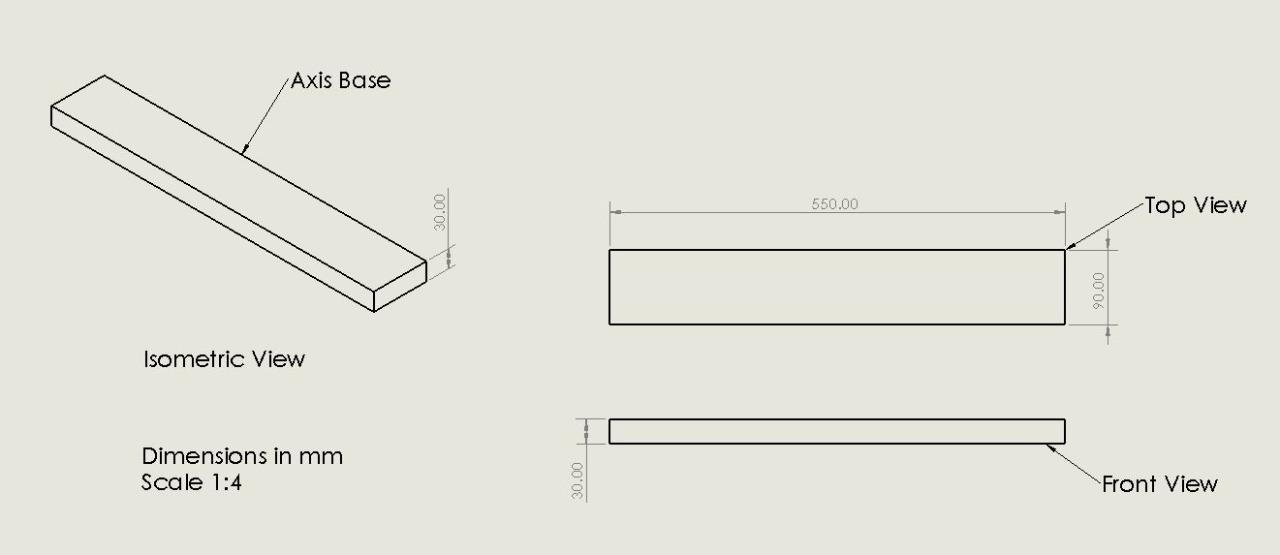 Axis Base
30.00
Isometric View
Dimensions in mm
Scale 1:4
550.00
Top View
90.00
30.00
Front View